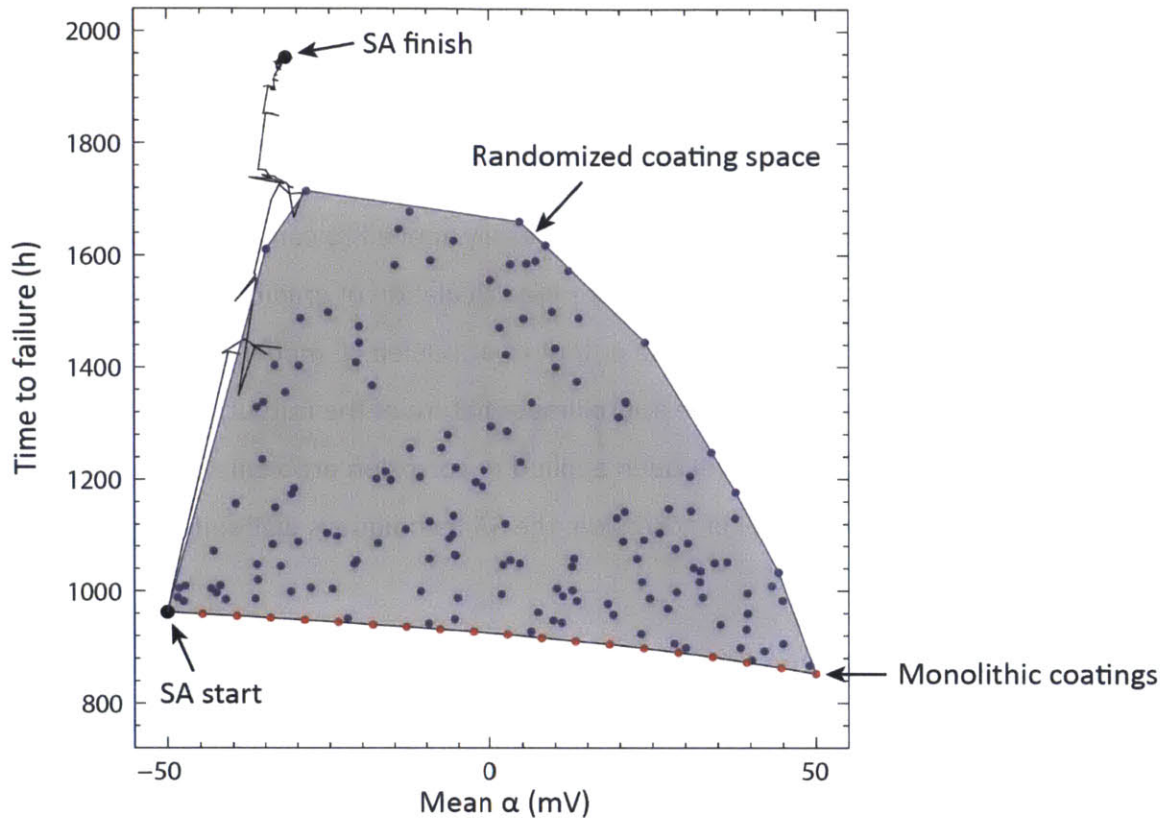 2000
1800
1600
1400
1200
1000
800
Time to failure (h)
SA finish
Randomized coating space
SA start
Monolithic coatings
−50
0
50
Mean α (mV)